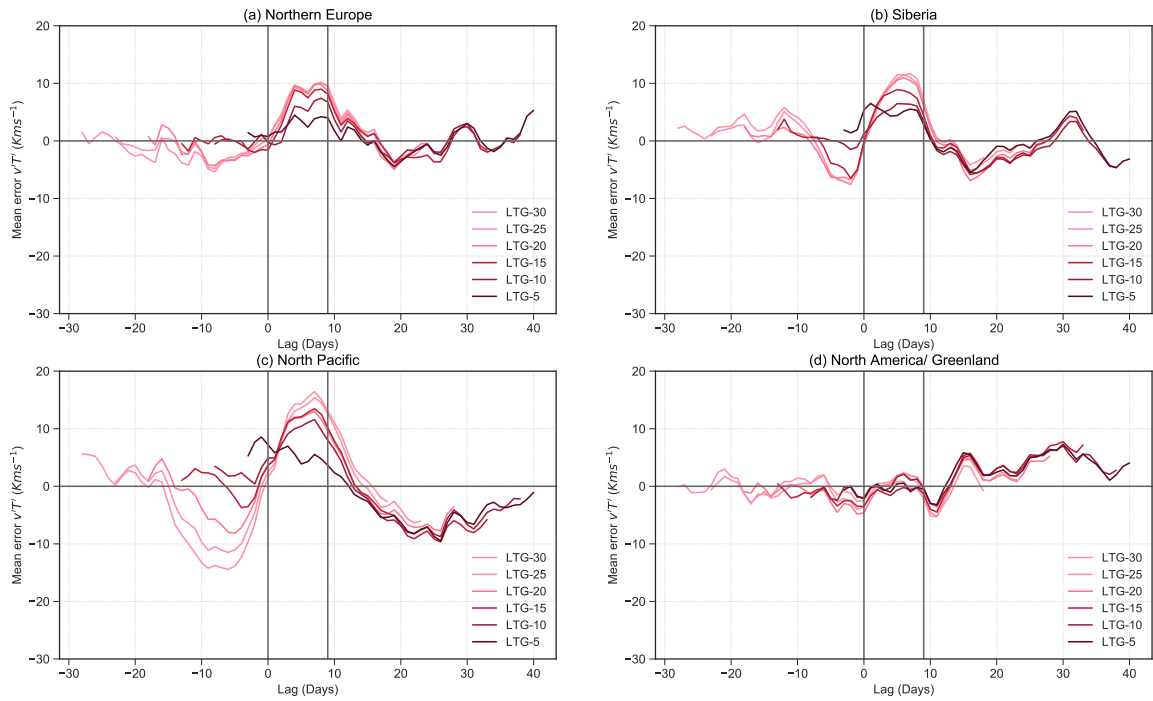 (a) Northern Europe
20
10
0
−10
−20
−30
Mean error v′T′ (Kms⁻¹)
LTG-30
LTG-25
LTG-20
LTG-15
LTG-10
LTG-5
−30 −20 −10 0 10 20 30 40
Lag (Days)
(b) Siberia
20
10
0
−10
−20
−30
Mean error v′T′ (Kms⁻¹)
LTG-30
LTG-25
LTG-20
LTG-15
LTG-10
LTG-5
−30 −20 −10 0 10 20 30 40
Lag (Days)
(c) North Pacific
20
10
0
−10
−20
−30
Mean error v′T′ (Kms⁻¹)
LTG-30
LTG-25
LTG-20
LTG-15
LTG-10
LTG-5
−30 −20 −10 0 10 20 30 40
Lag (Days)
(d) North America/ Greenland
20
10
0
−10
−20
−30
Mean error v′T′ (Kms⁻¹)
LTG-30
LTG-25
LTG-20
LTG-15
LTG-10
LTG-5
−30 −20 −10 0 10 20 30 40
Lag (Days)